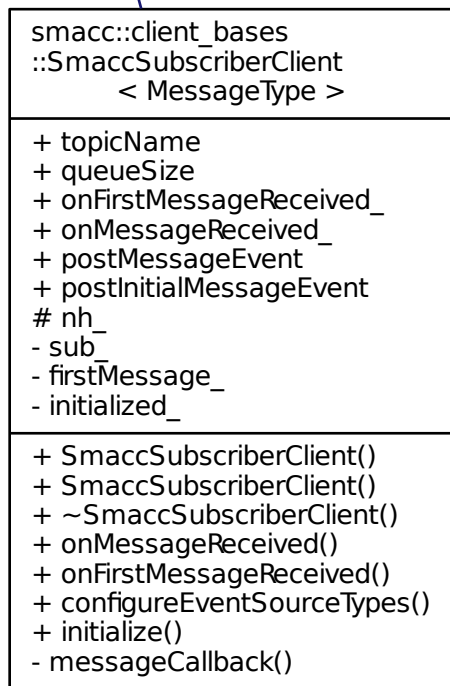 smacc::client_bases
::SmaccSubscriberClient
< MessageType >
+ topicName
+ queueSize
+ onFirstMessageReceived_
+ onMessageReceived_
+ postMessageEvent
+ postInitialMessageEvent
# nh_
- sub_
- firstMessage_
- initialized_
+ SmaccSubscriberClient()
+ SmaccSubscriberClient()
+ ~SmaccSubscriberClient()
+ onMessageReceived()
+ onFirstMessageReceived()
+ configureEventSourceTypes()
+ initialize()
- messageCallback()